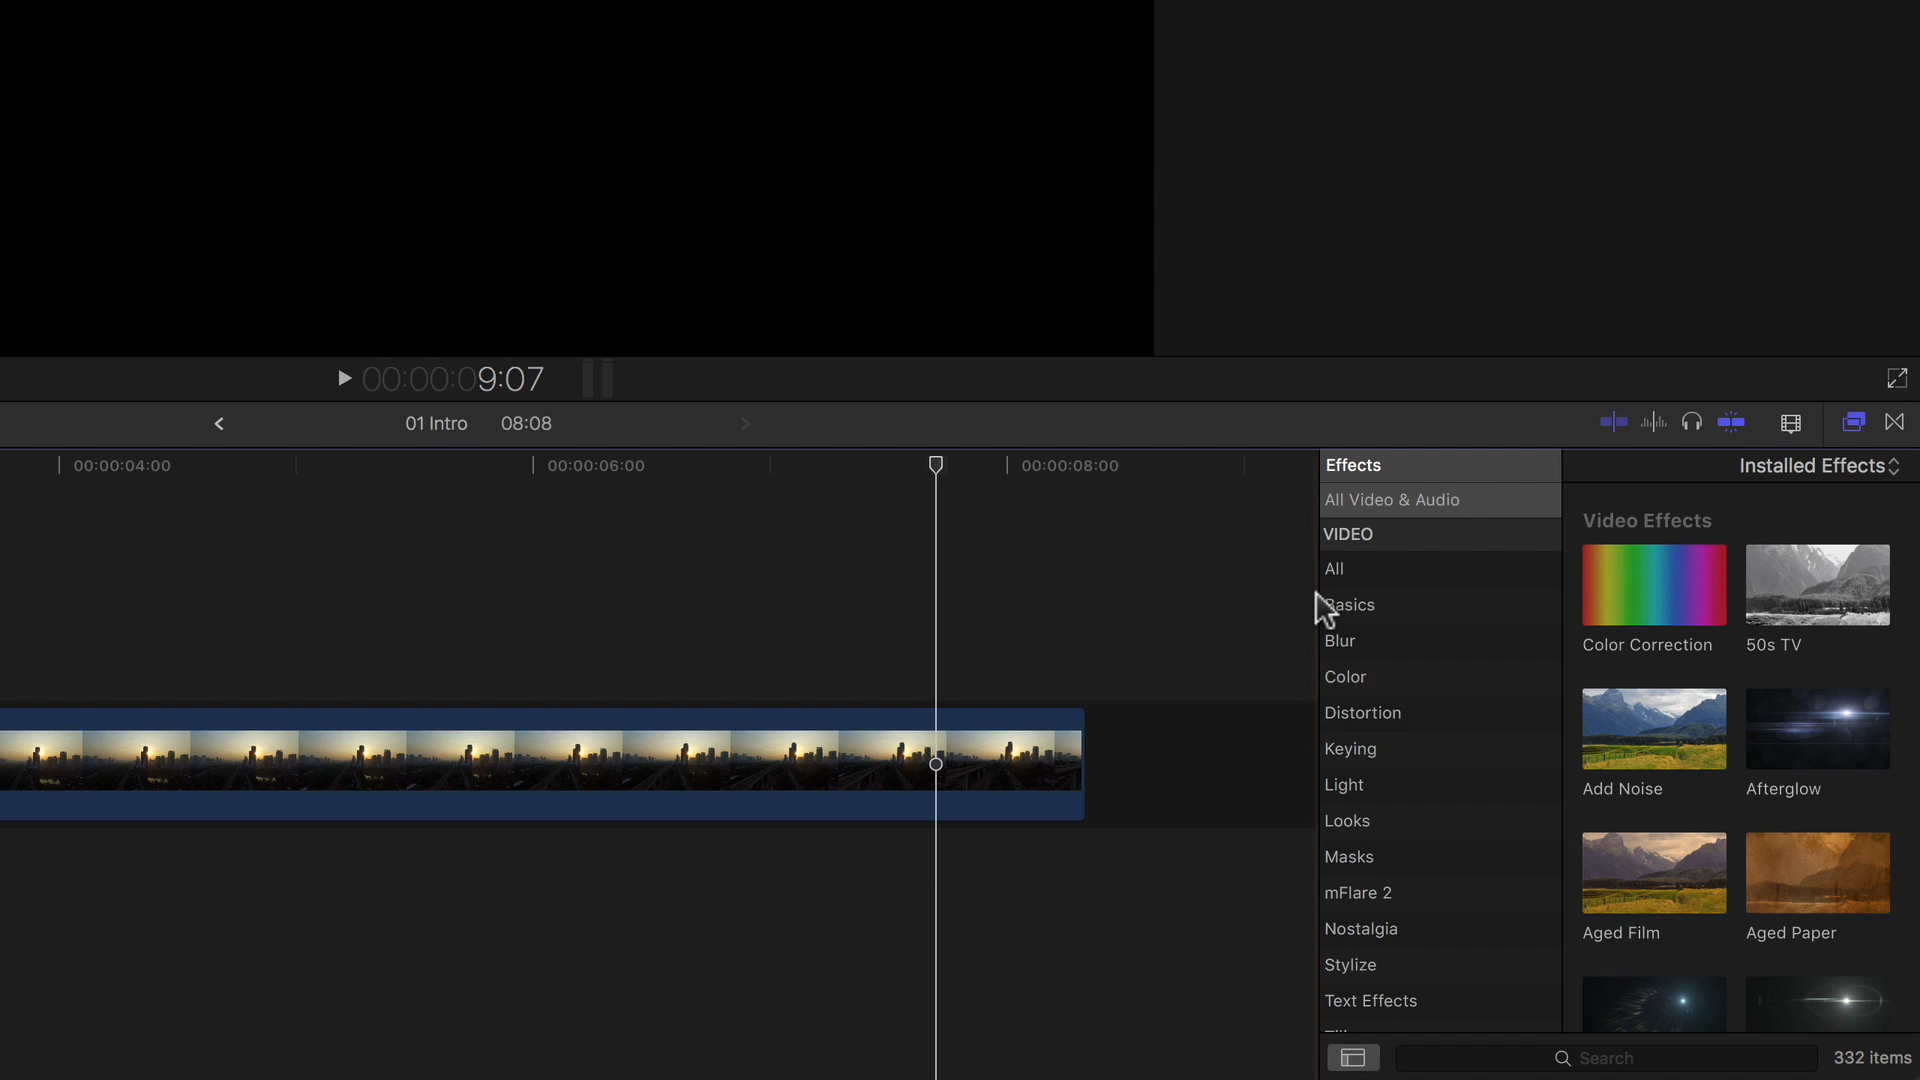 00:00:09:07
01 Intro 08:08
00:00:04:00 00:00:06:00 00:00:08:00
Effects
Installed Effects
All Video & Audio
Video Effects
VIDEO
All
Basics
Blur
Color
Distortion
Keying
Light
Looks
Masks
mFlare 2
Nostalgia
Stylize
Text Effects
Color Correction 50s TV
Add Noise Afterglow
Aged Film Aged Paper
Search
332 items